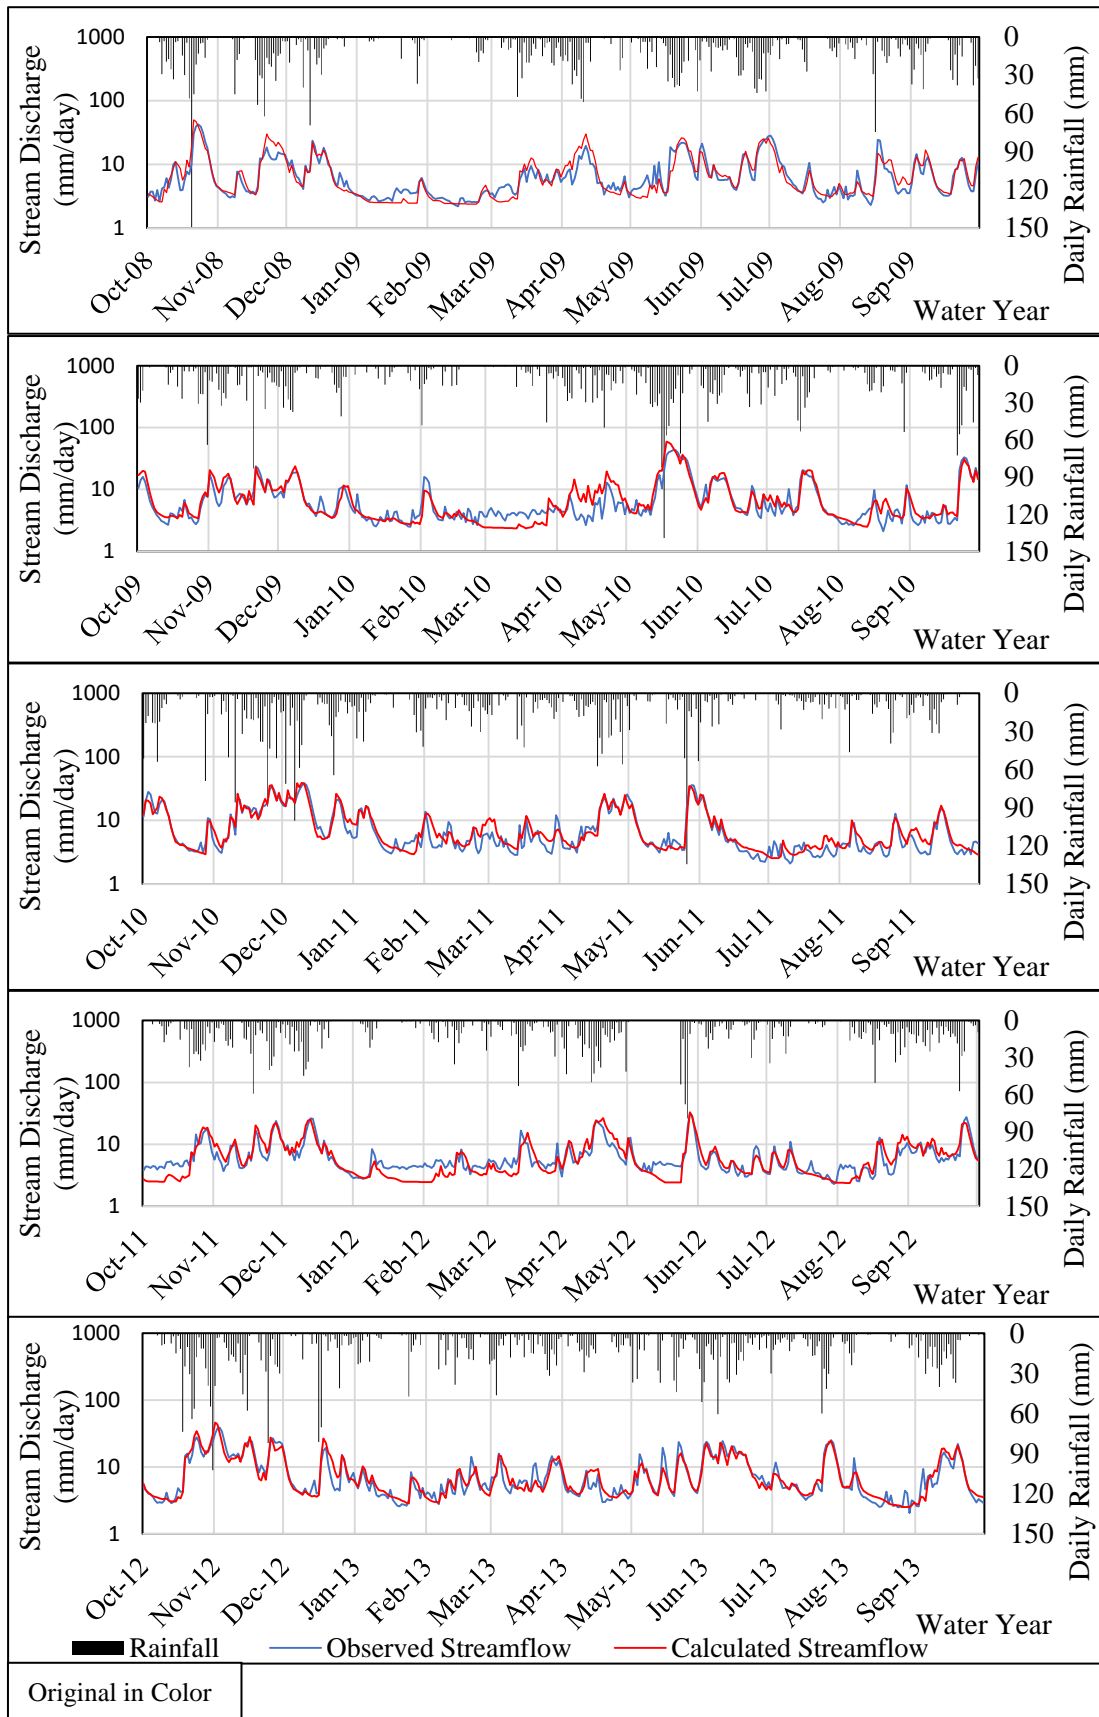 Stream Discharge
(mm/day)
1000
100
10
1
0
30
60
90
120
150
Daily Rainfall (mm)
Oct-08
Nov-08
Dec-08
Jan-09
Feb-09
Mar-09
Apr-09
May-09
Jun-09
Jul-09
Aug-09
Sep-09
Water Year
Stream Discharge
(mm/day)
1000
100
10
1
0
30
60
90
120
150
Daily Rainfall (mm)
Oct-09
Nov-09
Dec-09
Jan-10
Feb-10
Mar-10
Apr-10
May-10
Jun-10
Jul-10
Aug-10
Sep-10
Water Year
Stream Discharge
(mm/day)
1000
100
10
1
0
30
60
90
120
150
Daily Rainfall (mm)
Oct-10
Nov-10
Dec-10
Jan-11
Feb-11
Mar-11
Apr-11
May-11
Jun-11
Jul-11
Aug-11
Sep-11
Water Year
Stream Discharge
(mm/day)
1000
100
10
1
0
30
60
90
120
150
Daily Rainfall (mm)
Oct-11
Nov-11
Dec-11
Jan-12
Feb-12
Mar-12
Apr-12
May-12
Jun-12
Jul-12
Aug-12
Sep-12
Water Year
Stream Discharge
(mm/day)
1000
100
10
1
0
30
60
90
120
150
Daily Rainfall (mm)
Oct-12
Nov-12
Dec-12
Jan-13
Feb-13
Mar-13
Apr-13
May-13
Jun-13
Jul-13
Aug-13
Sep-13
Water Year
Rainfall
Observed Streamflow
Calculated Streamflow
Original in Color